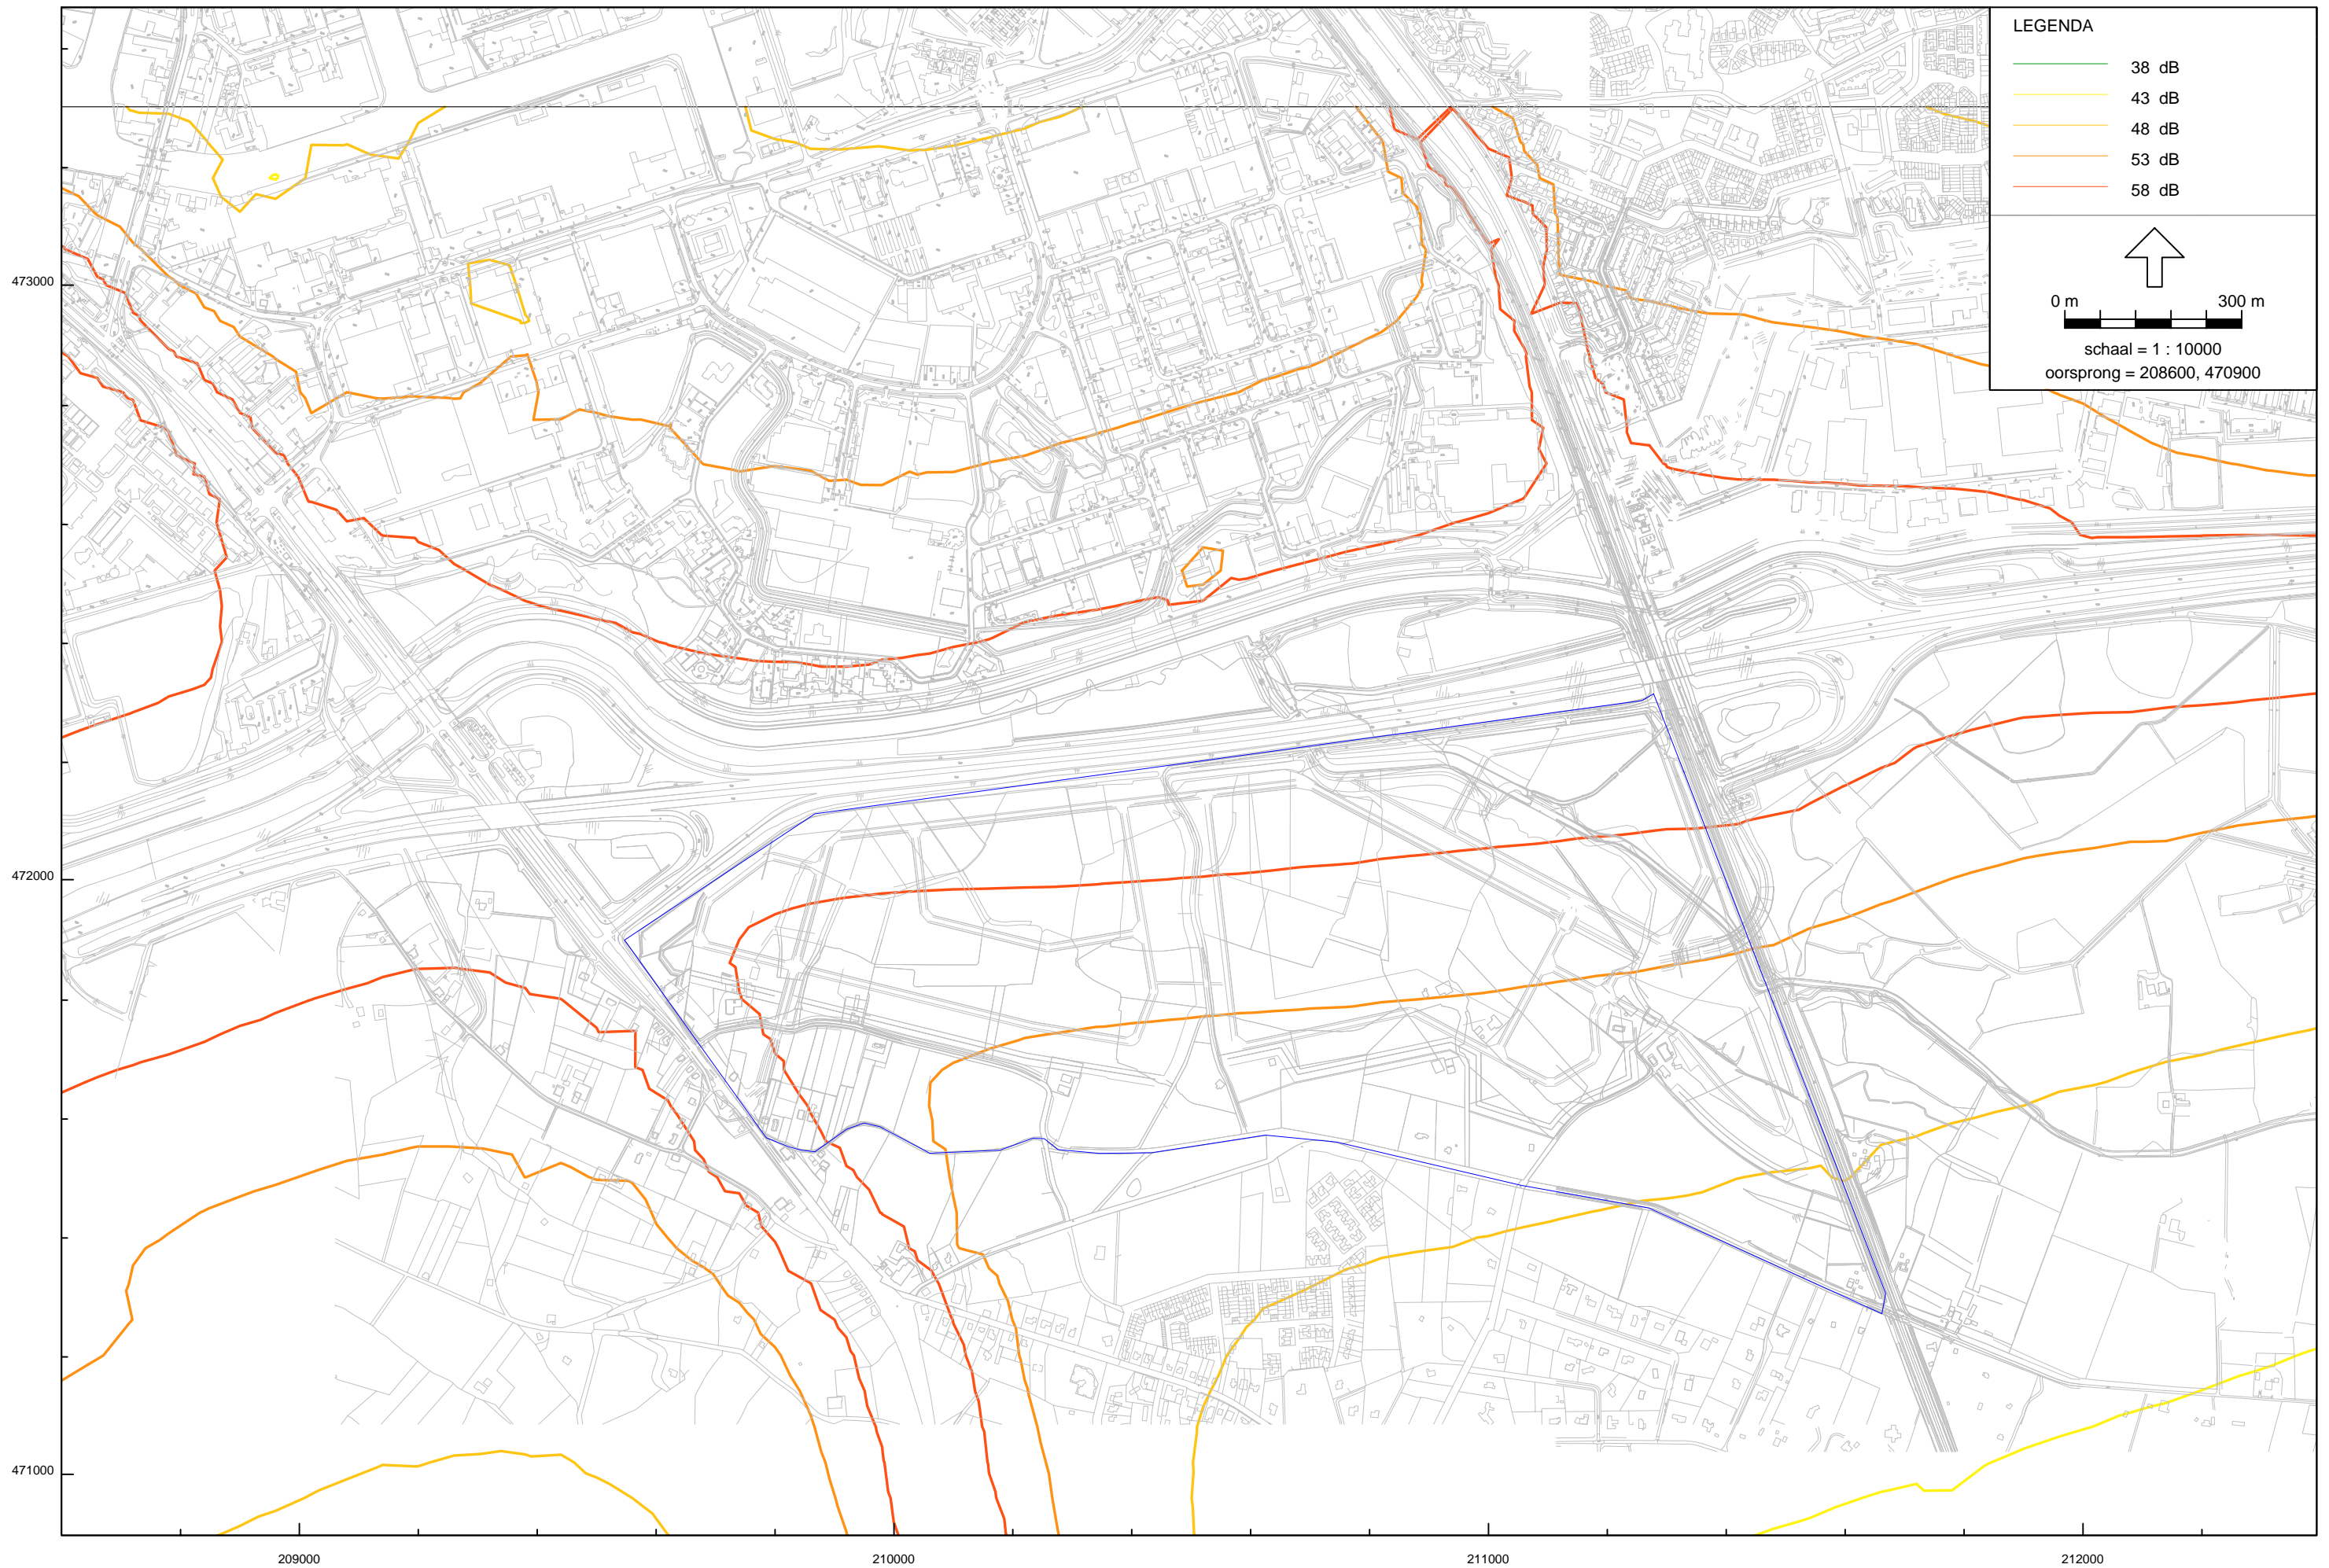 LEGENDA
38 dB
43 dB
48 dB
53 dB
58 dB
0 m 300 m
schaal = 1 : 10000
oorsprong = 208600, 470900
473000
472000
471000
209000 210000 211000 212000